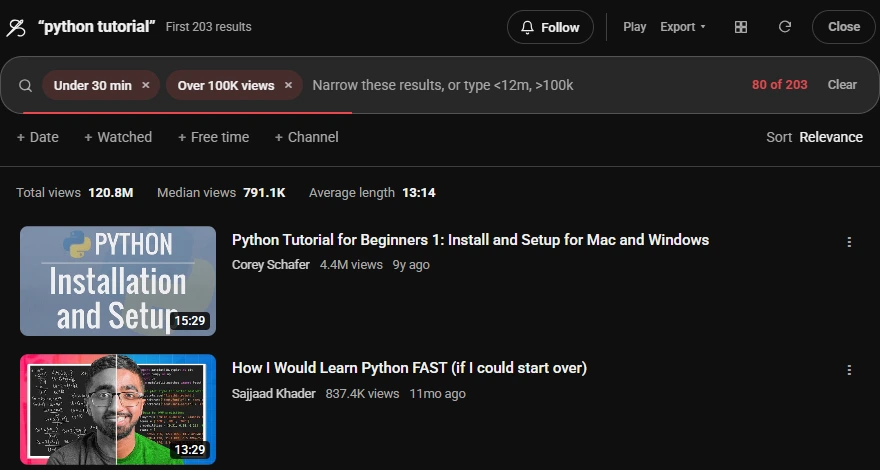 “python tutorial” First 203 results Follow Play Export Close
Under 30 min × Over 100K views × Narrow these results, or type <12m, >100k 80 of 203 Clear
+ Date + Watched + Free time + Channel Sort Relevance
Total views 120.8M Median views 791.1K Average length 13:14
PYTHON
Installation
and Setup
15:29
Python Tutorial for Beginners 1: Install and Setup for Mac and Windows
Corey Schafer 4.4M views 9y ago
13:29
How I Would Learn Python FAST (if I could start over)
Sajjaad Khader 837.4K views 11mo ago